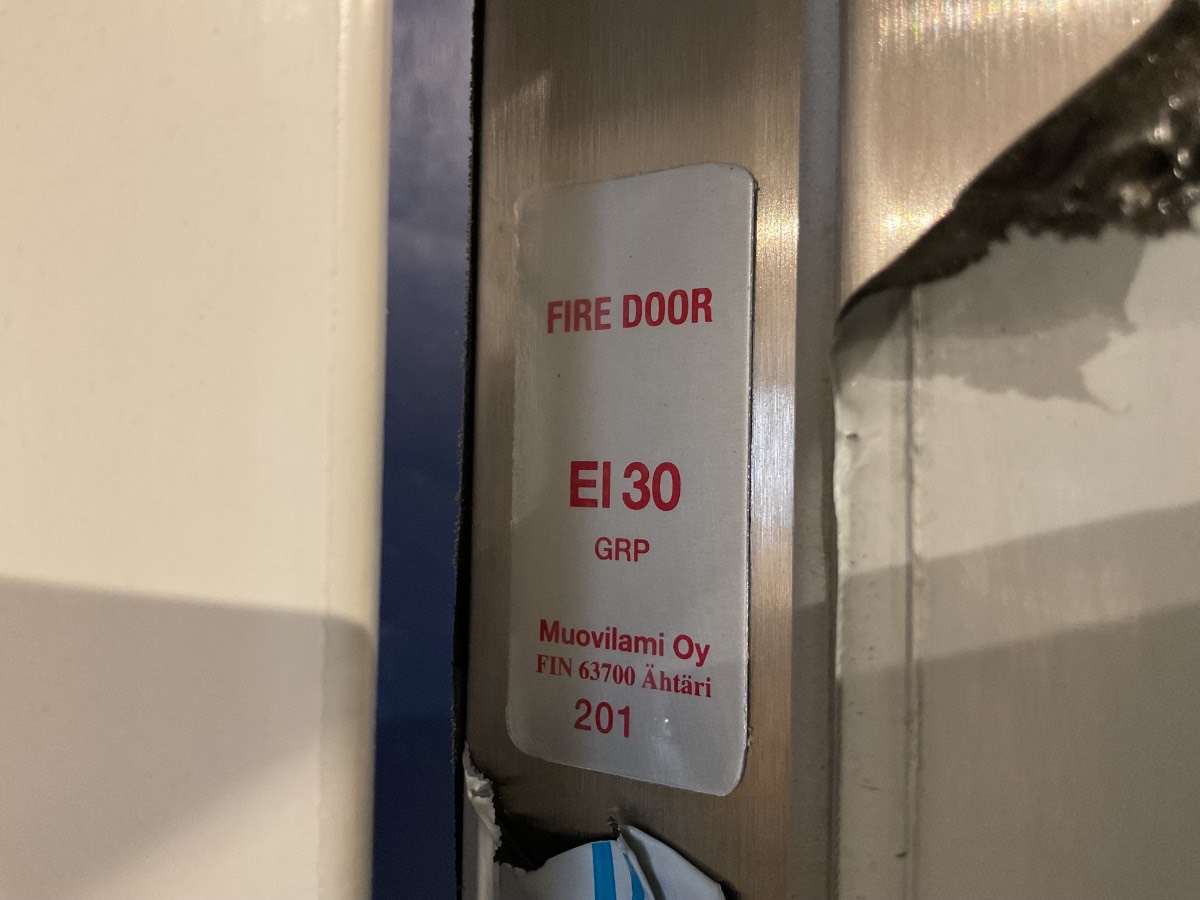 FIRE DOOR
EI 30
GRP
Muovilami Oy
FIN 63700 Ähtäri
201